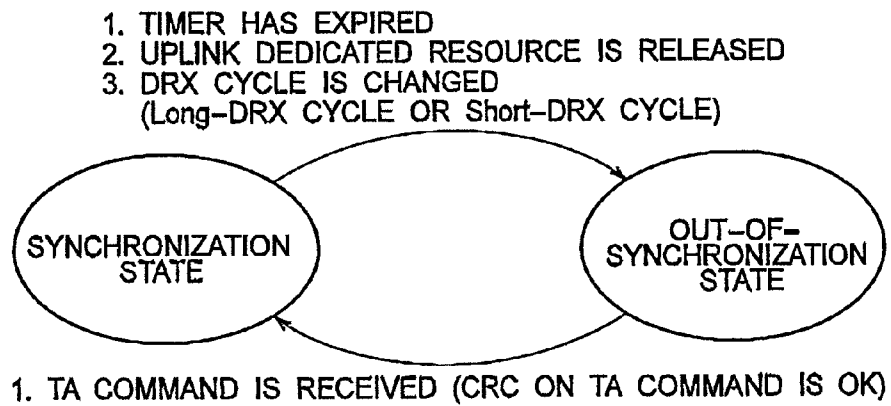 1. TIMER HAS EXPIRED
2. UPLINK DEDICATED RESOURCE IS RELEASED
3. DRX CYCLE IS CHANGED
(Long-DRX CYCLE OR Short-DRX CYCLE)
SYNCHRONIZATION
STATE
OUT-OF-
SYNCHRONIZATION
STATE
1. TA COMMAND IS RECEIVED (CRC ON TA COMMAND IS OK)